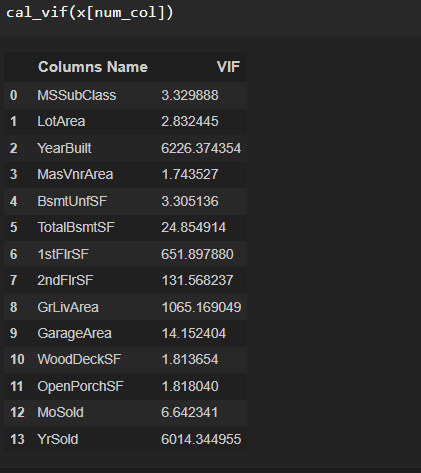 cal_vif(x[num_col])
Columns Name VIF
0 MSSubClass 3.329888
1 LotArea 2.832445
2 YearBuilt 6226.374354
3 MasVnrArea 1.743527
4 BsmtUnfSF 3.305136
5 TotalBsmtSF 24.854914
6 1stFlrSF 651.897880
7 2ndFlrSF 131.568237
8 GrLivArea 1065.169049
9 GarageArea 14.152404
10 WoodDeckSF 1.813654
11 OpenPorchSF 1.818040
12 MoSold 6.642341
13 YrSold 6014.344955